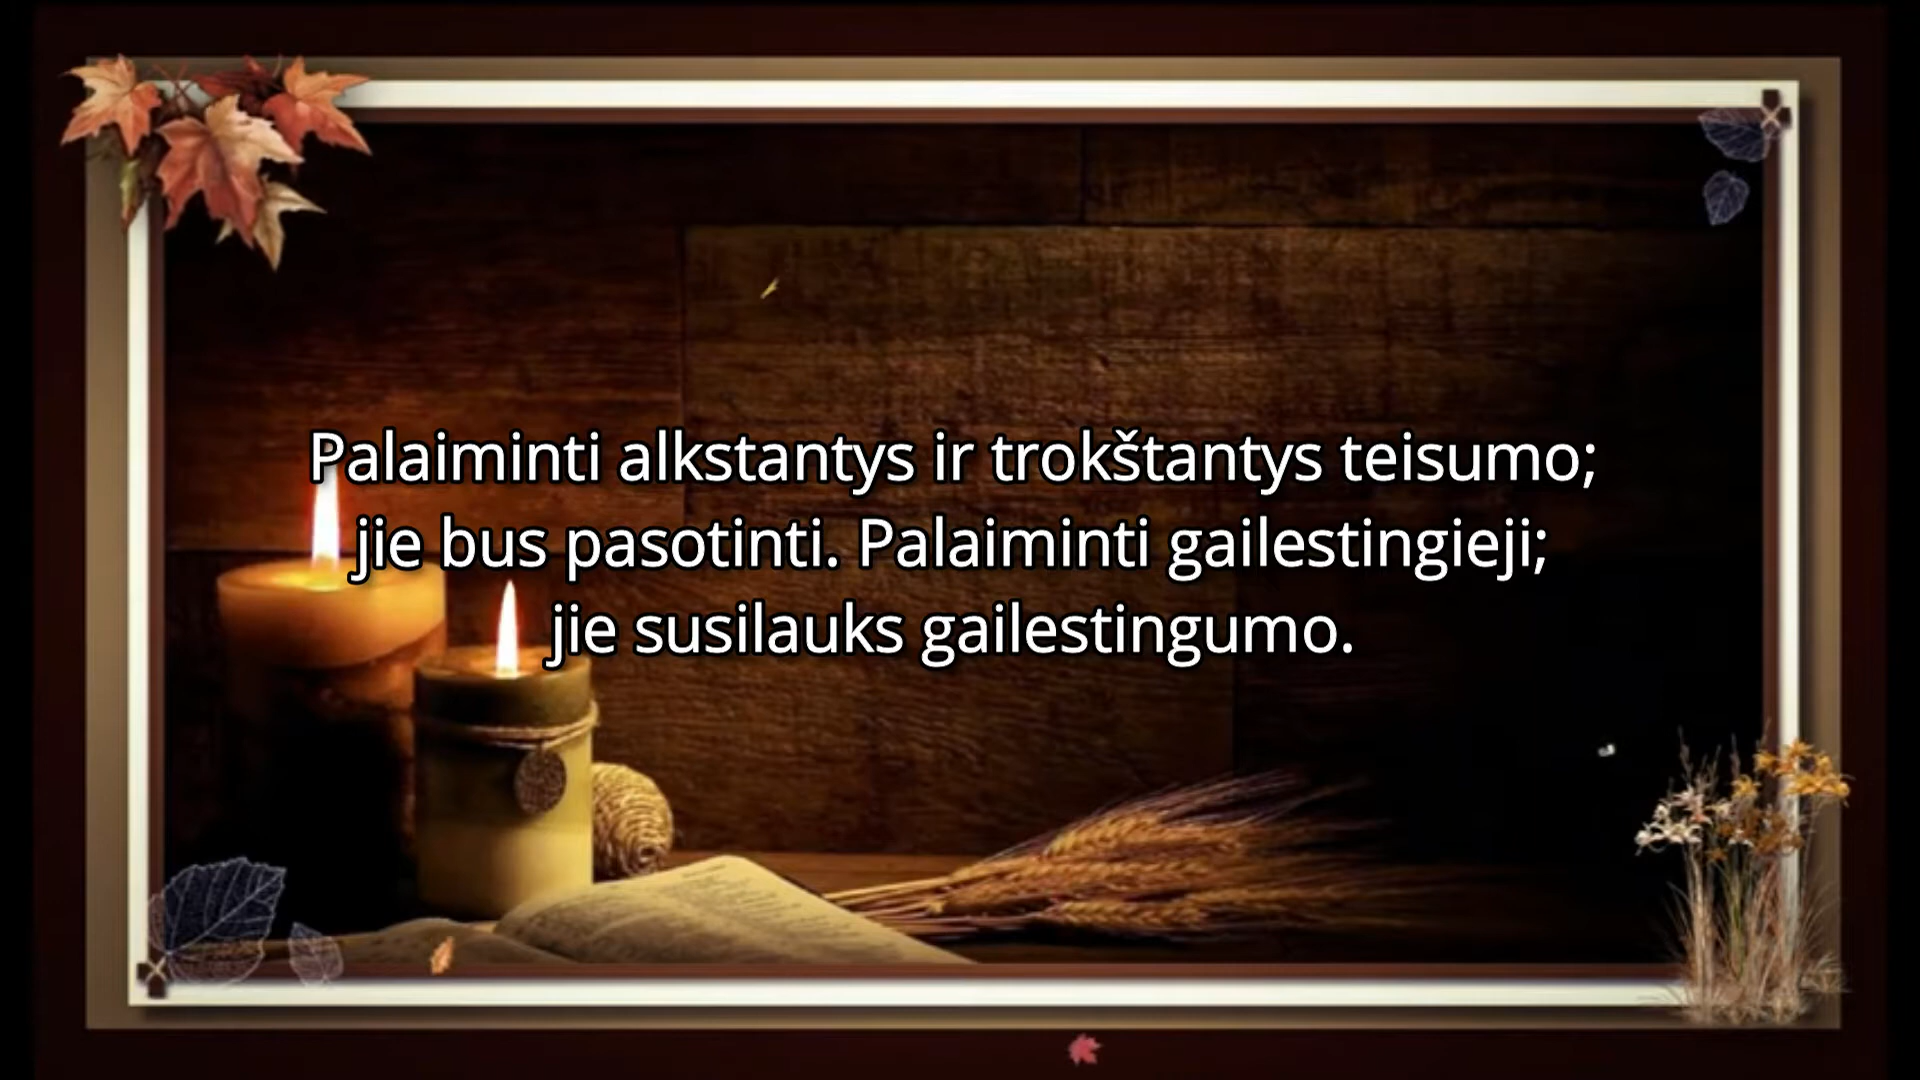 Palaiminti alkstantys ir trokštantys teisumo;
jie bus pasotinti. Palaiminti gailestingieji;
jie susilauks gailestingumo.